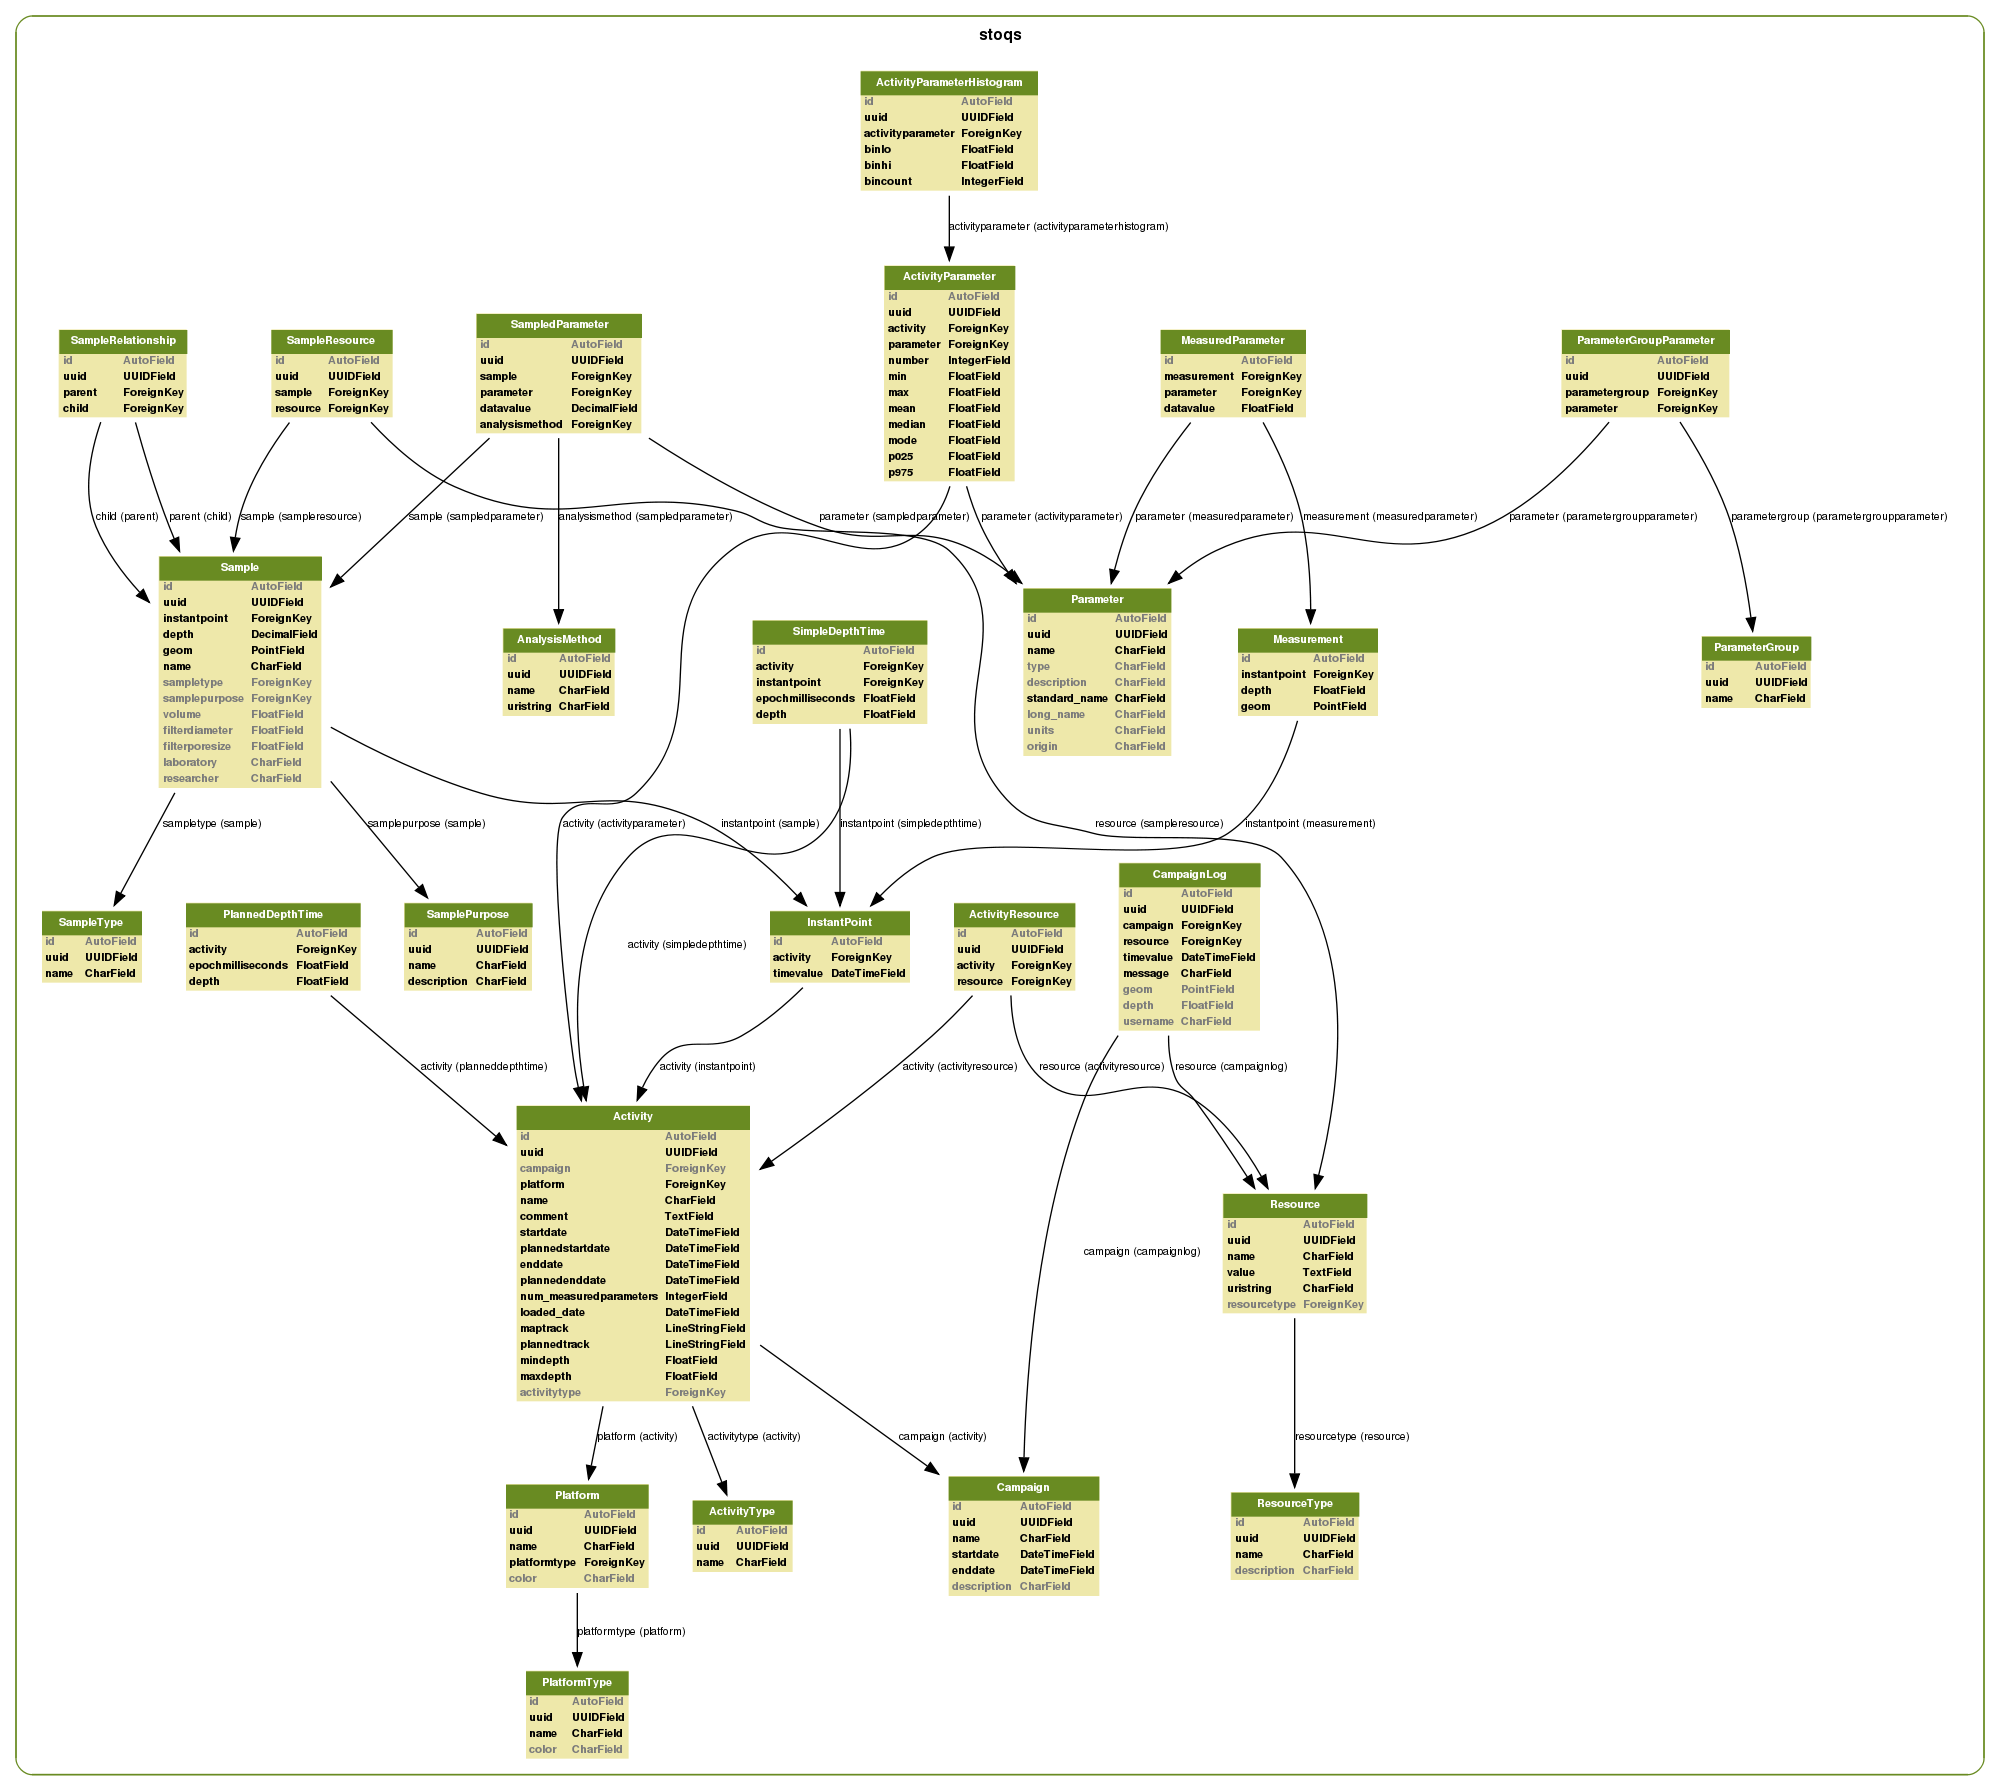 stoqs
ActivityParameterHistogram
id AutoField
uuid UUIDField
activityparameter ForeignKey
binlo FloatField
binhi FloatField
bincount IntegerField
activityparameter (activityparameterhistogram)
ActivityParameter
id AutoField
uuid UUIDField
activity ForeignKey
parameter ForeignKey
number IntegerField
min FloatField
max FloatField
mean FloatField
median FloatField
mode FloatField
p025 FloatField
p975 FloatField
SampleRelationship
id AutoField
uuid UUIDField
parent ForeignKey
child ForeignKey
SampleResource
id AutoField
uuid UUIDField
sample ForeignKey
resource ForeignKey
SampledParameter
id AutoField
uuid UUIDField
sample ForeignKey
parameter ForeignKey
datavalue DecimalField
analysismethod ForeignKey
MeasuredParameter
id AutoField
measurement ForeignKey
parameter ForeignKey
datavalue FloatField
ParameterGroupParameter
id AutoField
uuid UUIDField
parametergroup ForeignKey
parameter ForeignKey
child (parent)
parent (child)
sample (sampleresource)
sample (sampledparameter)
analysismethod (sampledparameter)
parameter (sampledparameter)
parameter (activityparameter)
parameter (measuredparameter)
measurement (measuredparameter)
parameter (parametergroupparameter)
parametergroup (parametergroupparameter)
Sample
id AutoField
uuid UUIDField
instantpoint ForeignKey
depth DecimalField
geom PointField
name CharField
sampletype ForeignKey
samplepurpose ForeignKey
volume FloatField
filterdiameter FloatField
filterporesize FloatField
laboratory CharField
researcher CharField
AnalysisMethod
id AutoField
uuid UUIDField
name CharField
uristring CharField
SimpleDepthTime
id AutoField
activity ForeignKey
instantpoint ForeignKey
epochmilliseconds FloatField
depth FloatField
Parameter
id AutoField
uuid UUIDField
name CharField
type CharField
description CharField
standard_name CharField
long_name CharField
units CharField
origin CharField
Measurement
id AutoField
instantpoint ForeignKey
depth FloatField
geom PointField
ParameterGroup
id AutoField
uuid UUIDField
name CharField
sampletype (sample)
samplepurpose (sample)
activity (activityparameter)
instantpoint (sample)
instantpoint (simpledepthtime)
resource (sampleresource)
instantpoint (measurement)
SampleType
id AutoField
uuid UUIDField
name CharField
PlannedDepthTime
id AutoField
activity ForeignKey
epochmilliseconds FloatField
depth FloatField
SamplePurpose
id AutoField
uuid UUIDField
name CharField
description CharField
activity (simpledepthtime)
InstantPoint
id AutoField
activity ForeignKey
timevalue DateTimeField
ActivityResource
id AutoField
uuid UUIDField
activity ForeignKey
resource ForeignKey
CampaignLog
id AutoField
uuid UUIDField
campaign ForeignKey
resource ForeignKey
timevalue DateTimeField
message CharField
geom PointField
depth FloatField
username CharField
activity (planneddepthtime)
activity (instantpoint)
activity (activityresource)
resource (activityresource)
resource (campaignlog)
Activity
id AutoField
uuid UUIDField
campaign ForeignKey
platform ForeignKey
name CharField
comment TextField
startdate DateTimeField
plannedstartdate DateTimeField
enddate DateTimeField
plannedenddate DateTimeField
num_measuredparameters IntegerField
loaded_date DateTimeField
maptrack LineStringField
plannedtrack LineStringField
mindepth FloatField
maxdepth FloatField
activitytype ForeignKey
campaign (campaignlog)
Resource
id AutoField
uuid UUIDField
name CharField
value TextField
uristring CharField
resourcetype ForeignKey
platform (activity)
activitytype (activity)
campaign (activity)
resourcetype (resource)
Platform
id AutoField
uuid UUIDField
name CharField
platformtype ForeignKey
color CharField
ActivityType
id AutoField
uuid UUIDField
name CharField
Campaign
id AutoField
uuid UUIDField
name CharField
startdate DateTimeField
enddate DateTimeField
description CharField
ResourceType
id AutoField
uuid UUIDField
name CharField
description CharField
platformtype (platform)
PlatformType
id AutoField
uuid UUIDField
name CharField
color CharField